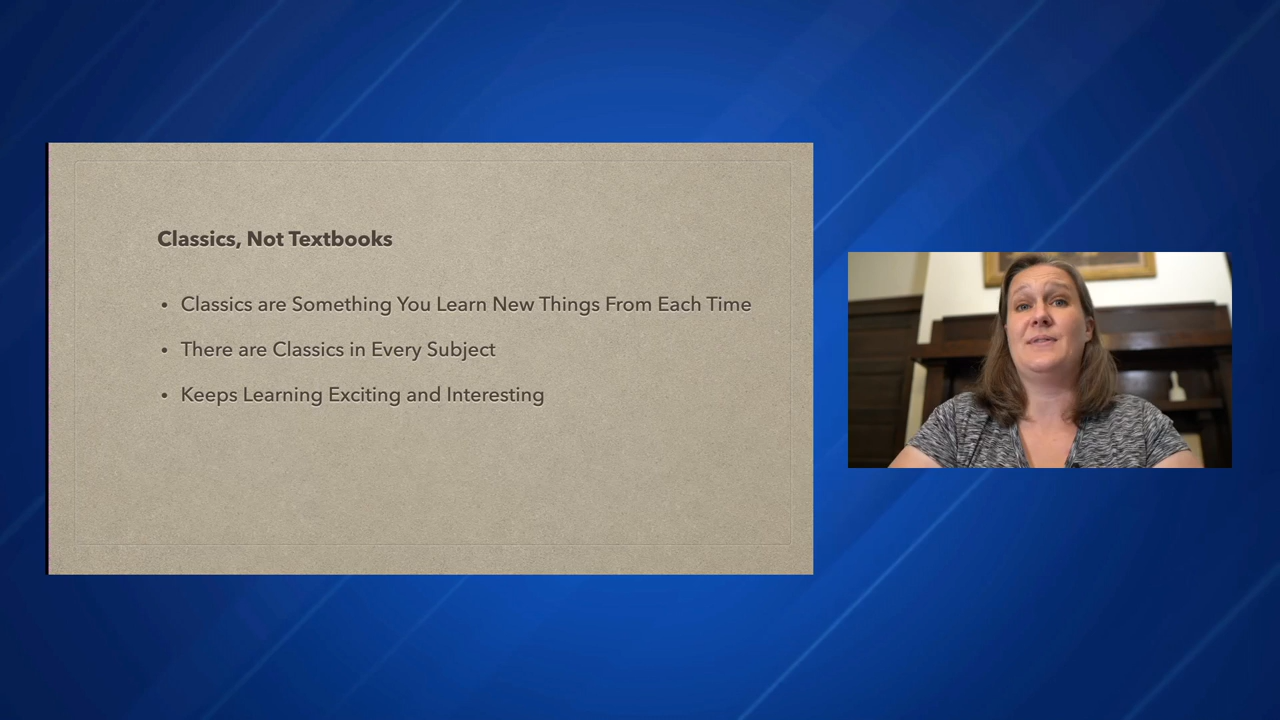 Classics, Not Textbooks
• Classics are Something You Learn New Things From Each Time
• There are Classics in Every Subject
• Keeps Learning Exciting and Interesting